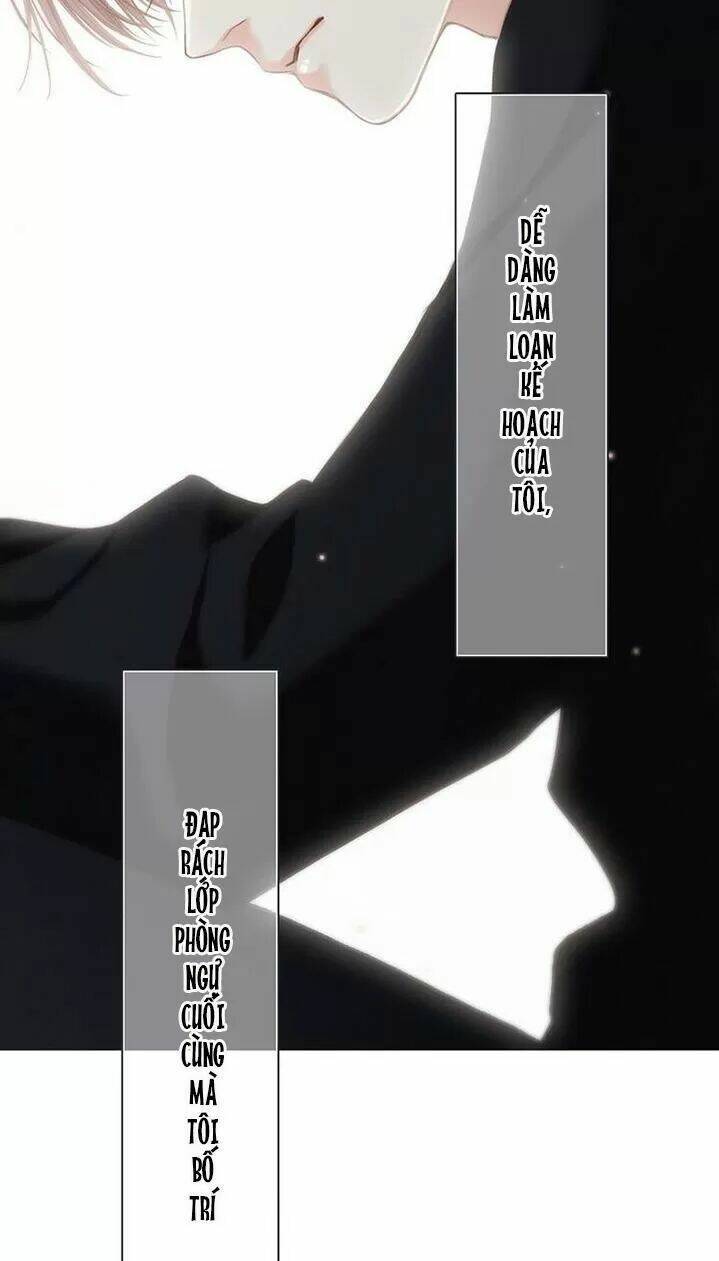 DỄ
DÀNG
LÀM
LOẠN
KẾ
HOẠCH
CỦA
TÔI,
ĐẠP
RÁCH
LỚP
PHÒNG
NGỰ
CUỐI
CÙNG
MÀ
TÔI
BỐ
TRÍ